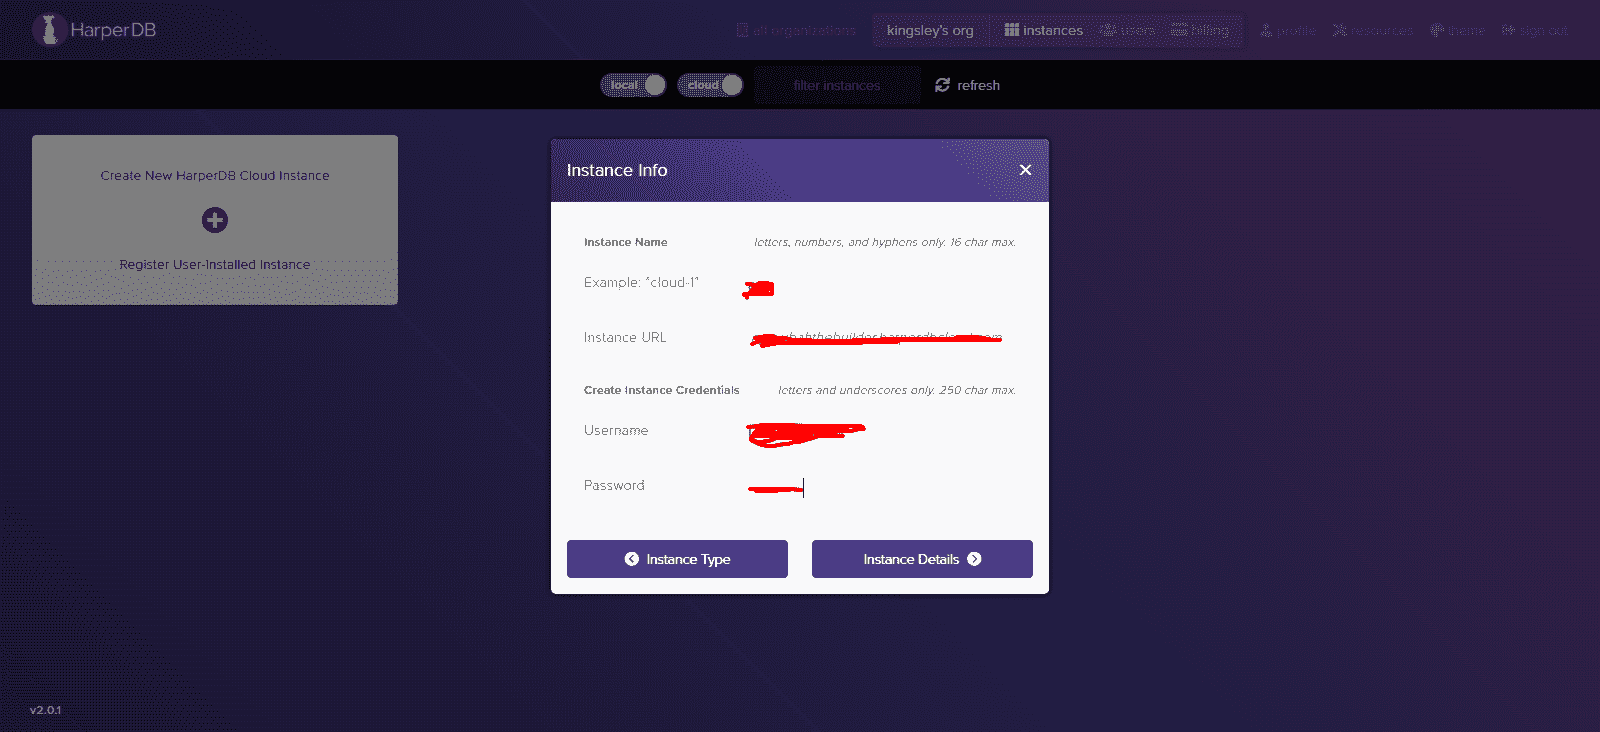 HarperDB
all organizations
kingsley's org
instances
users
billing
profile
resources
theme
sign out
local
cloud
filter instances
refresh
Create New HarperDB Cloud Instance
Register User-Installed Instance
Instance Info
Instance Name
letters, numbers, and hyphens only. 16 char max.
Example: "cloud-1"
Instance URL
Create Instance Credentials
letters and underscores only. 250 char max.
Username
Password
Instance Type
Instance Details
v2.0.1